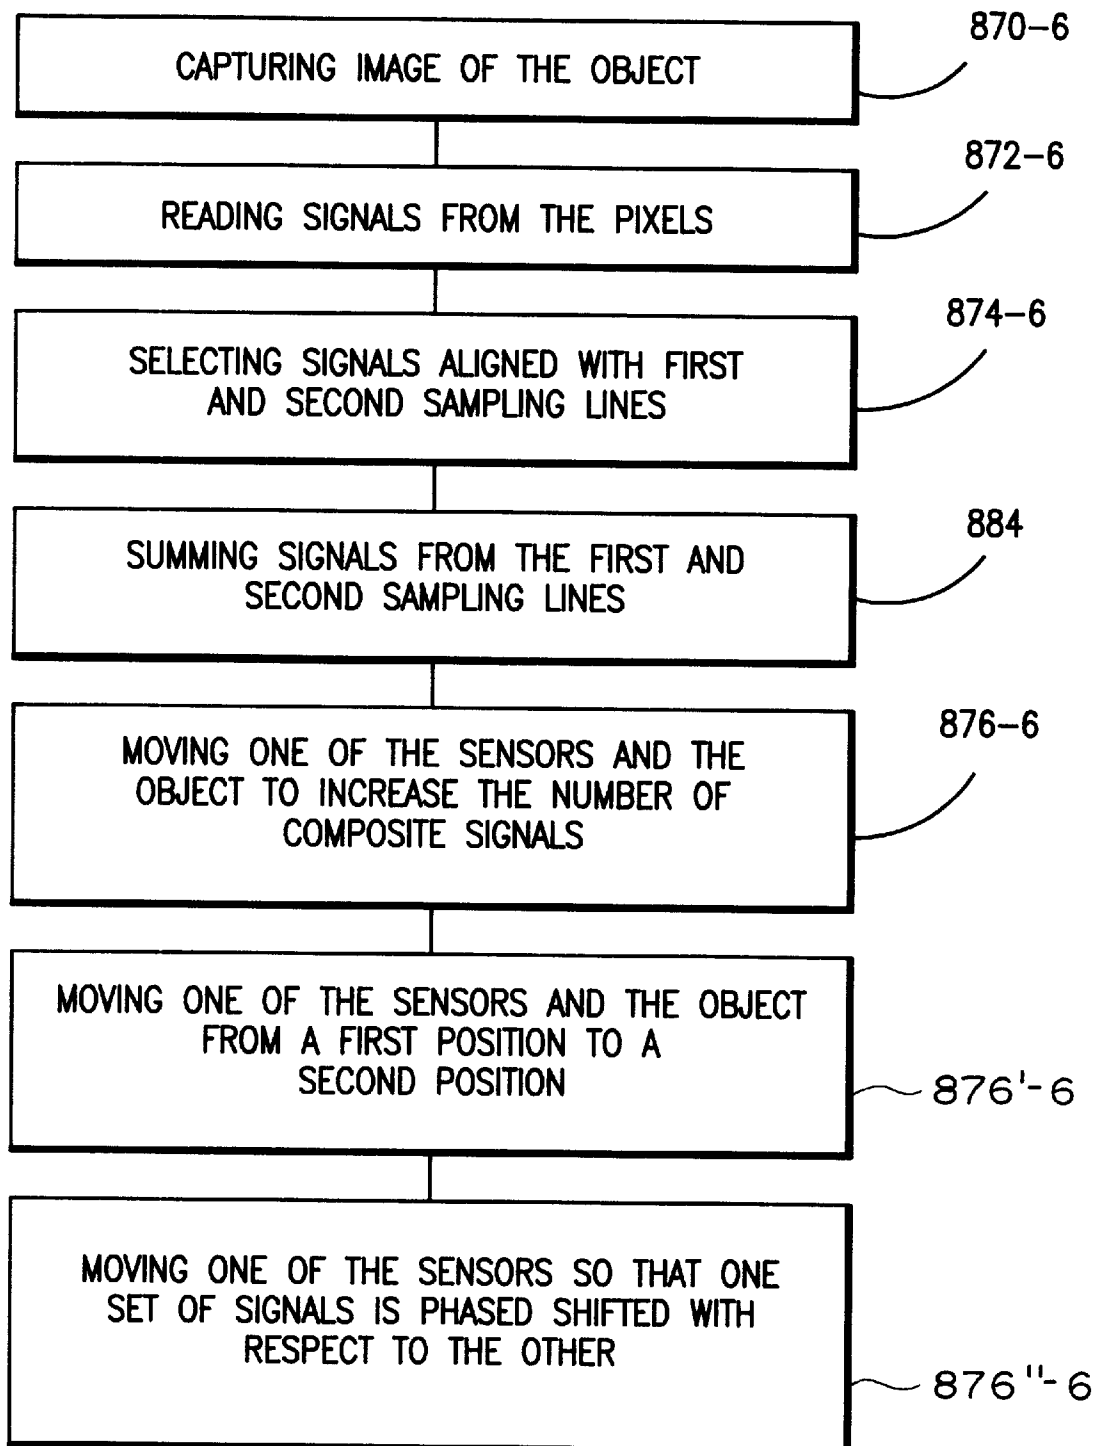 870-6
CAPTURING IMAGE OF THE OBJECT
872-6
READING SIGNALS FROM THE PIXELS
874-6
SELECTING SIGNALS ALIGNED WITH FIRST
AND SECOND SAMPLING LINES
884
SUMMING SIGNALS FROM THE FIRST AND
SECOND SAMPLING LINES
876-6
MOVING ONE OF THE SENSORS AND THE
OBJECT TO INCREASE THE NUMBER OF
COMPOSITE SIGNALS
MOVING ONE OF THE SENSORS AND THE OBJECT
FROM A FIRST POSITION TO A
SECOND POSITION
876'-6
MOVING ONE OF THE SENSORS SO THAT ONE
SET OF SIGNALS IS PHASED SHIFTED WITH
RESPECT TO THE OTHER
876"-6